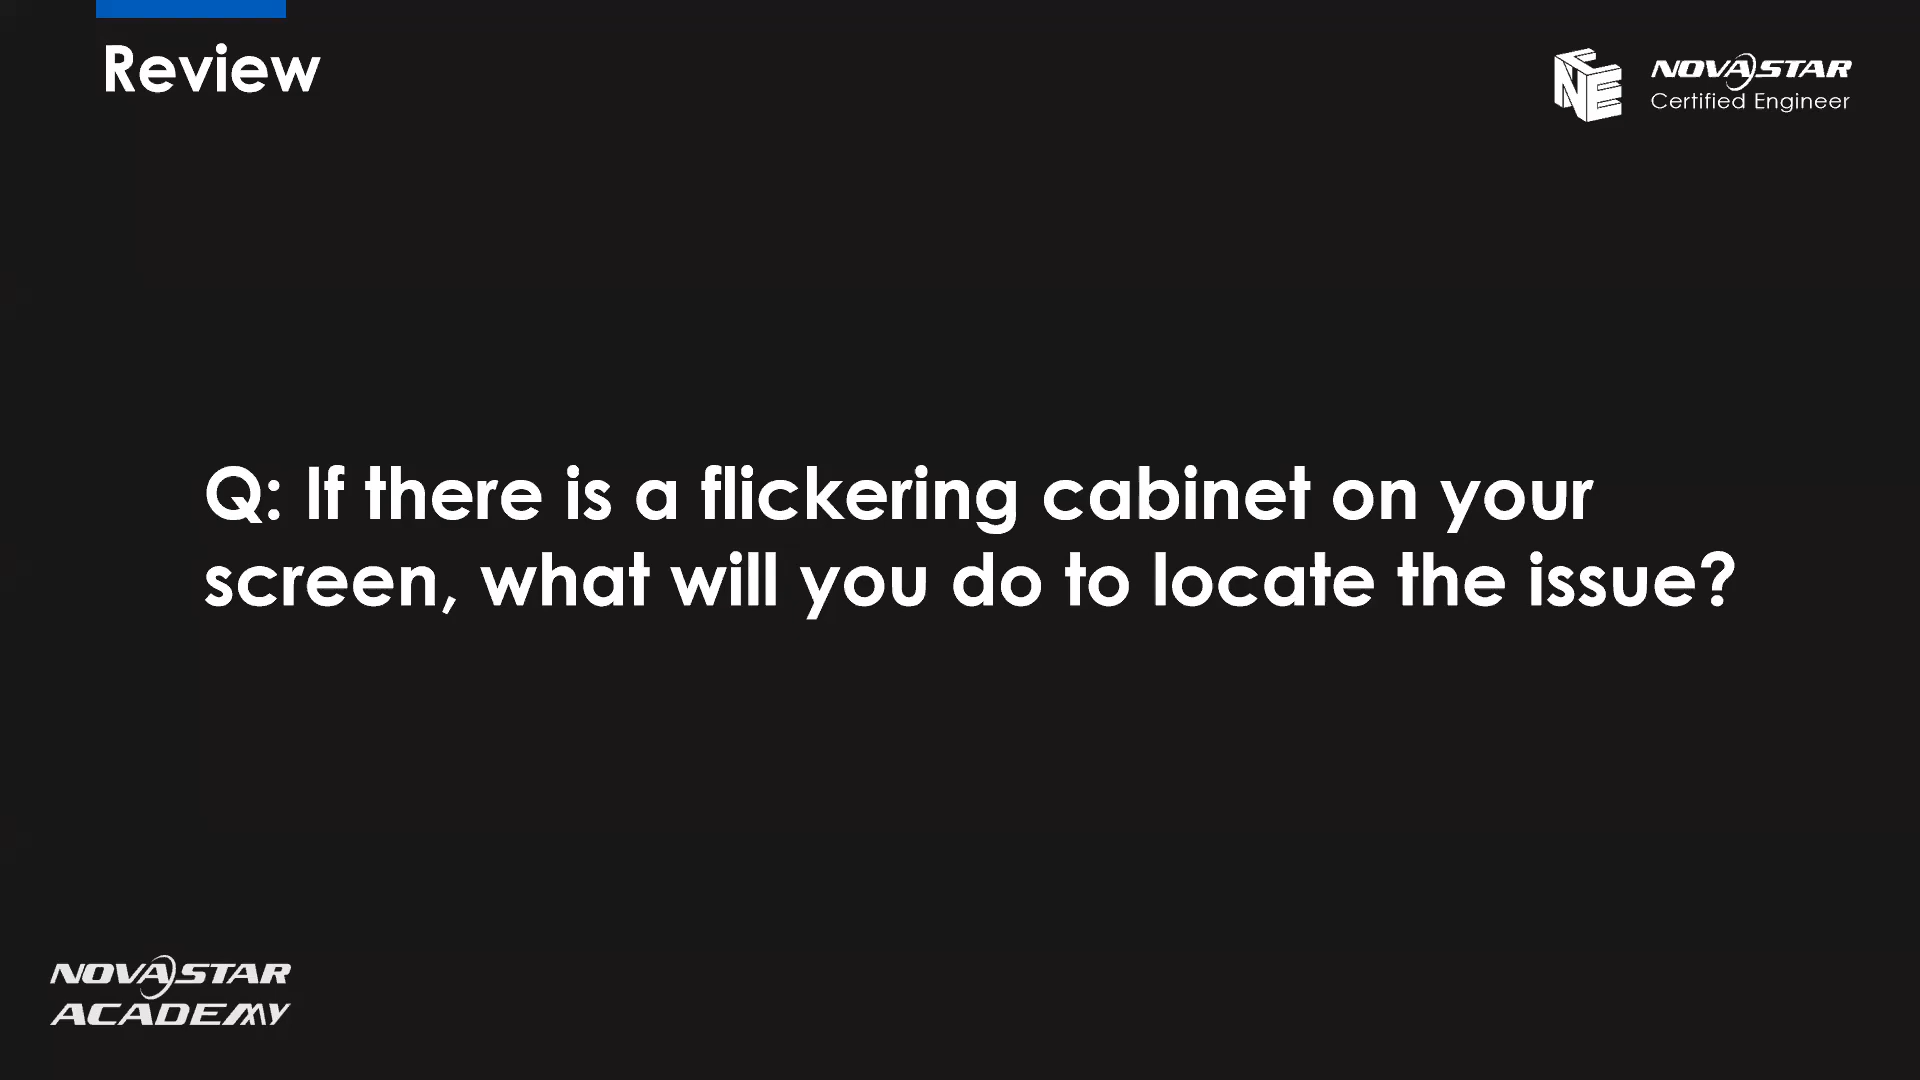 Review
CNE
NOVASTAR
Certified Engineer
Q: If there is a flickering cabinet on your
screen, what will you do to locate the issue?
NOVASTAR
ACADEMY